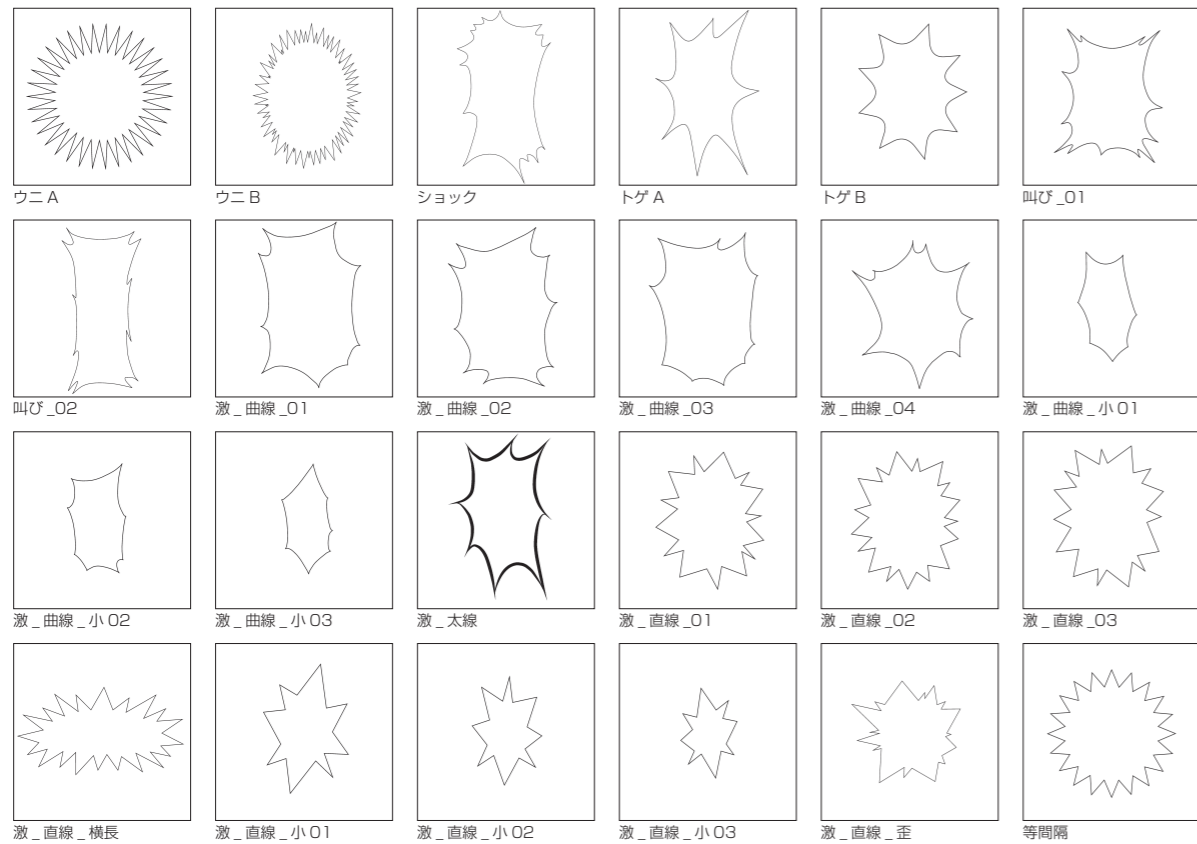 ウニ A
ウニ B
ショック
トゲ A
トゲ B
叫び _01
叫び _02
激 _ 曲線 _01
激 _ 曲線 _02
激 _ 曲線 _03
激 _ 曲線 _04
激 _ 曲線 _ 小 01
激 _ 曲線 _ 小 02
激 _ 曲線 _ 小 03
激 _ 太線
激 _ 直線 _01
激 _ 直線 _02
激 _ 直線 _03
激 _ 直線 _ 横長
激 _ 直線 _ 小 01
激 _ 直線 _ 小 02
激 _ 直線 _ 小 03
激 _ 直線 _ 歪
等間隔